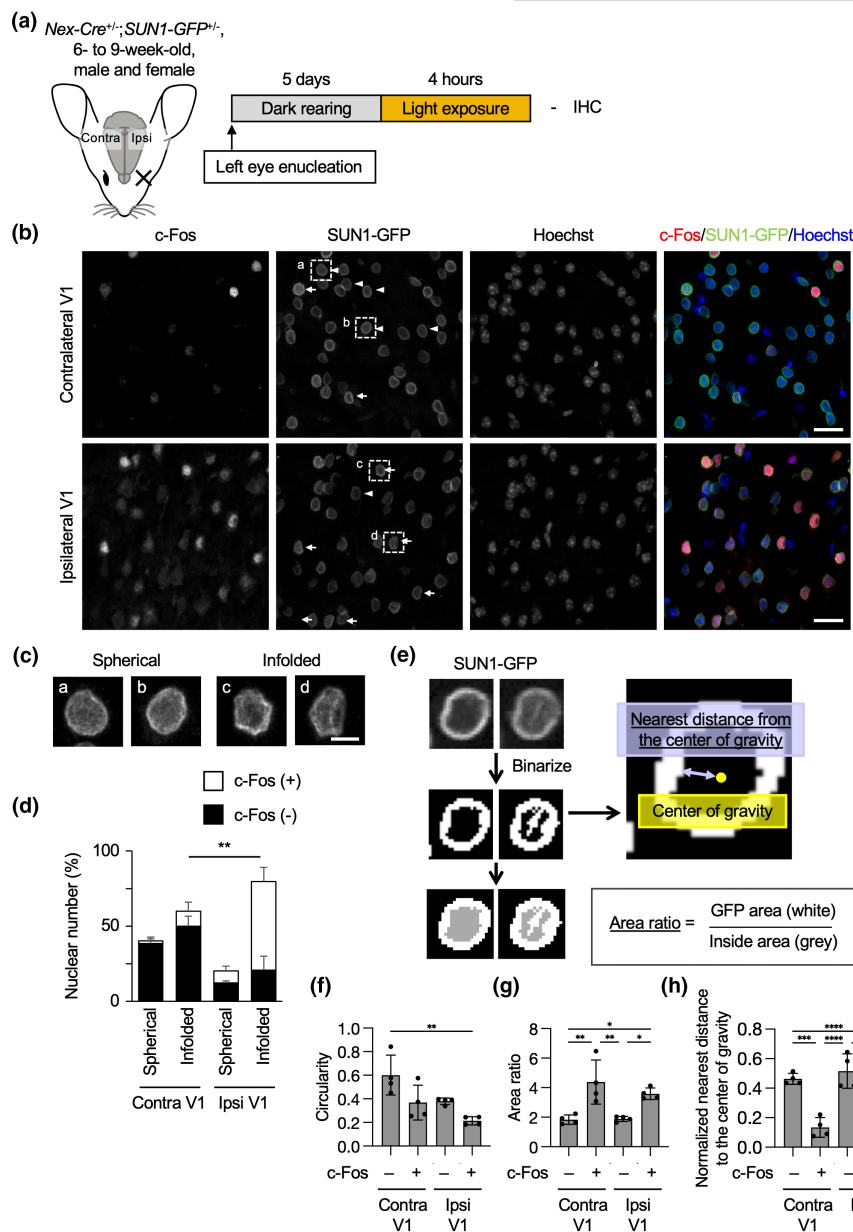 (a)
Nex-Cre+/-;SUN1-GFP+/-,
6- to 9-week-old,
male and female
Contra Ipsi
5 days 4 hours
Dark rearing Light exposure - IHC
Left eye enucleation
(b)
c-Fos SUN1-GFP Hoechst c-Fos/SUN1-GFP/Hoechst
Contralateral V1
a
b
Ipsilateral V1
c
d
(c)
Spherical Infolded
a b c d
(d)
c-Fos (+)
c-Fos (-)
**
Nuclear number (%)
100
50
0
Spherical Infolded Spherical Infolded
Contra V1 Ipsi V1
(e)
SUN1-GFP
Binarize
Nearest distance from
the center of gravity
Center of gravity
Area ratio = GFP area (white)
Inside area (grey)
(f)
**
Circularity
1.0
0.8
0.6
0.4
0.2
0.0
c-Fos – + – +
Contra V1 Ipsi V1
(g)
*
** ** *
Area ratio
8
6
4
2
0
c-Fos – + – +
Contra V1 Ipsi V1
(h)
****
*** ****
Normalized nearest distance
to the center of gravity
0.8
0.6
0.4
0.2
0.0
c-Fos – + –
Contra V1